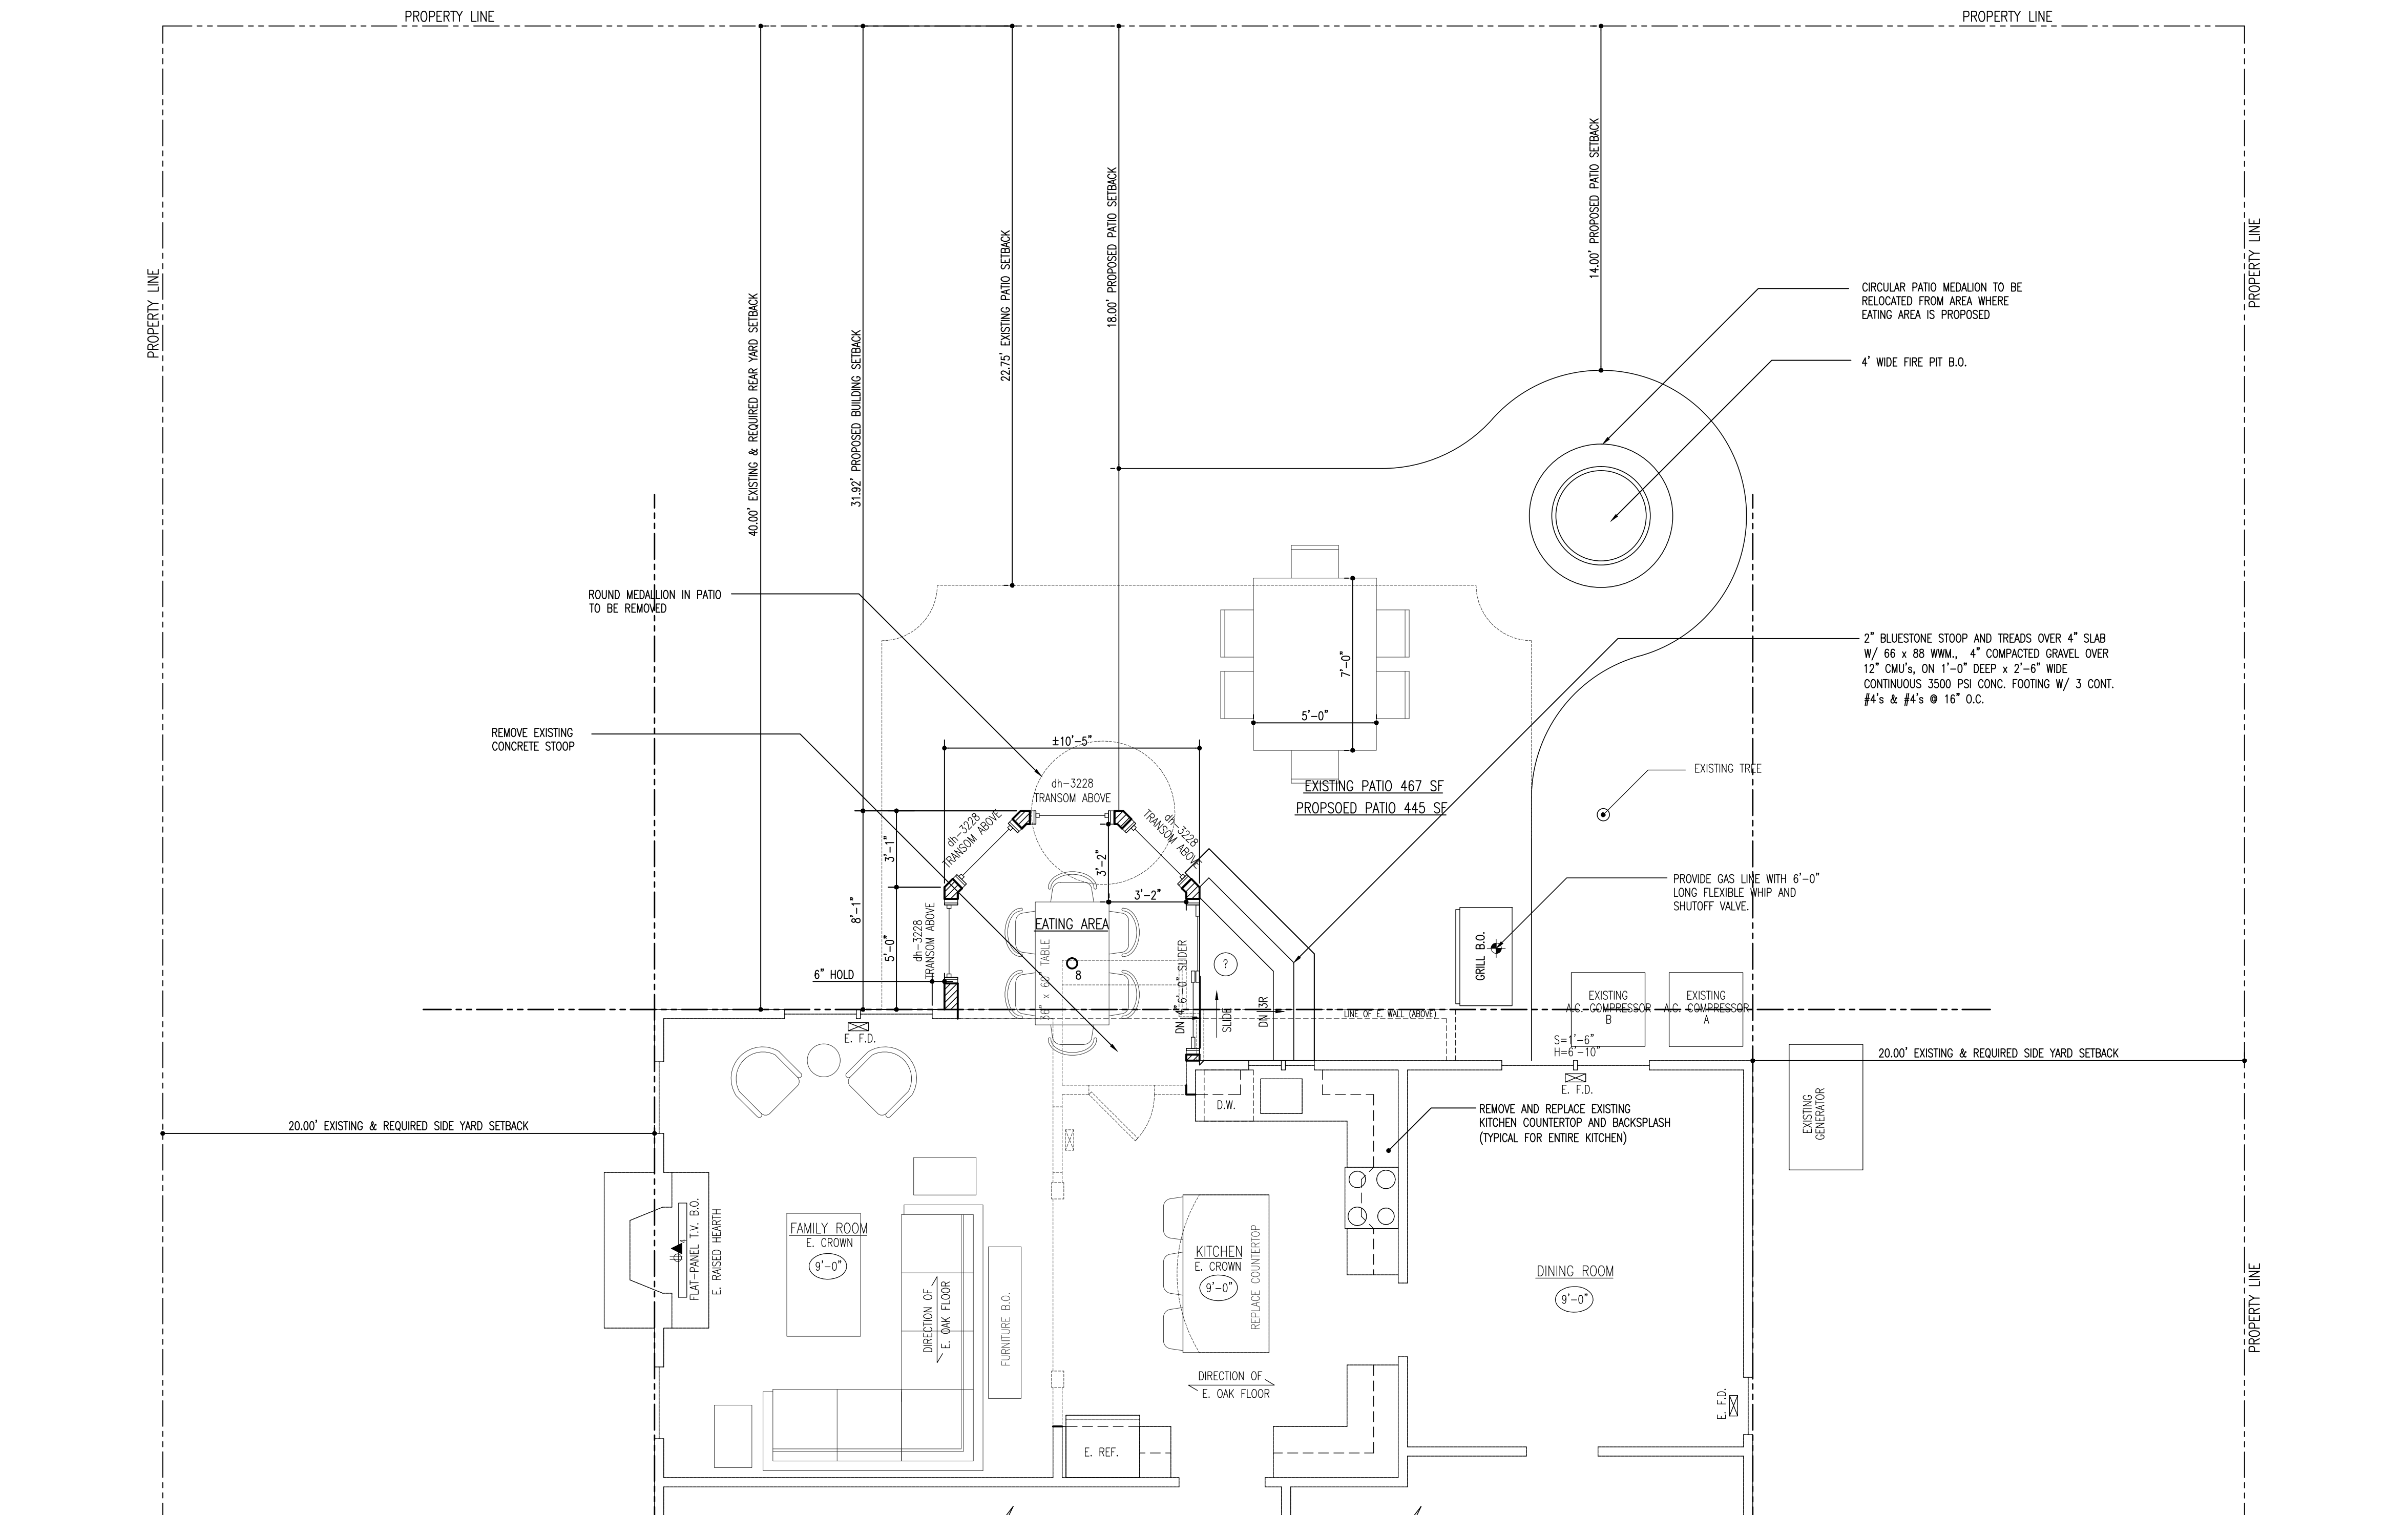 PROPERTY LINE
PROPERTY LINE
PROPERTY LINE
PROPERTY LINE
PROPERTY LINE
40.00' EXISTING & REQUIRED REAR YARD SETBACK
31.92' PROPOSED BUILDING SETBACK
22.75' EXISTING PATIO SETBACK
18.00' PROPOSED PATIO SETBACK
14.00' PROPOSED PATIO SETBACK
CIRCULAR PATIO MEDALION TO BE
RELOCATED FROM AREA WHERE
EATING AREA IS PROPOSED
4' WIDE FIRE PIT B.O.
ROUND MEDALLION IN PATIO
TO BE REMOVED
2" BLUESTONE STOOP AND TREADS OVER 4" SLAB
W/ 66 x 88 WWM., 4" COMPACTED GRAVEL OVER
12" CMU's, ON 1'-0" DEEP x 2'-6" WIDE
CONTINUOUS 3500 PSI CONC. FOOTING W/ 3 CONT.
#4's & #4's @ 16" O.C.
7'-0"
5'-0"
REMOVE EXISTING
CONCRETE STOOP
±10'-5"
dh-3228
TRANSOM ABOVE
dh-3228
TRANSOM ABOVE
dh-3228
TRANSOM ABOVE
dh-3228
TRANSOM ABOVE
EXISTING PATIO 467 SF
PROPSOED PATIO 445 SF
EXISTING TREE
3'-1"
8'-1"
5'-0"
3'-2"
3'-2"
6" HOLD
EATING AREA
36" x 60" TABLE
8
DN 4" 6'-0" SLIDER
?
SLIDE
DN 3R
LINE OF E. WALL (ABOVE)
PROVIDE GAS LINE WITH 6'-0"
LONG FLEXIBLE WHIP AND
SHUTOFF VALVE.
GRILL B.O.
EXISTING
A.C. COMPRESSOR
B
EXISTING
A.C. COMPRESSOR
A
S=1'-6"
H=6'-10"
E. F.D.
E. F.D.
20.00' EXISTING & REQUIRED SIDE YARD SETBACK
20.00' EXISTING & REQUIRED SIDE YARD SETBACK
EXISTING
GENERATOR
D.W.
REMOVE AND REPLACE EXISTING
KITCHEN COUNTERTOP AND BACKSPLASH
(TYPICAL FOR ENTIRE KITCHEN)
FLAT-PANEL T.V. B.O.
E. RAISED HEARTH
4
FAMILY ROOM
E. CROWN
9'-0"
DIRECTION OF
E. OAK FLOOR
FURNITURE B.O.
KITCHEN
E. CROWN
9'-0"
REPLACE COUNTERTOP
DIRECTION OF
E. OAK FLOOR
DINING ROOM
9'-0"
E. F.D.
E. REF.